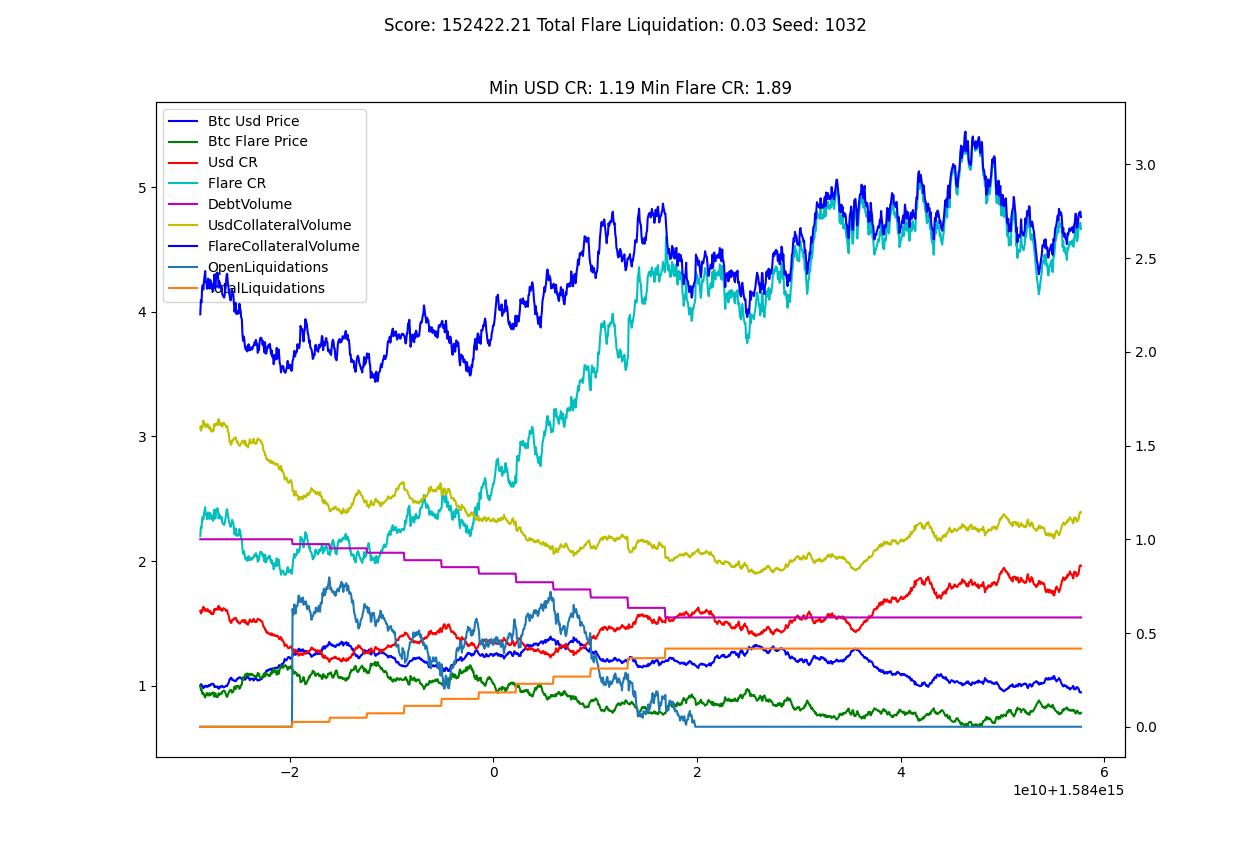 Score: 152422.21 Total Flare Liquidation: 0.03 Seed: 1032
Min USD CR: 1.19 Min Flare CR: 1.89
Btc Usd Price
Btc Flare Price
Usd CR
Flare CR
DebtVolume
UsdCollateralVolume
FlareCollateralVolume
OpenLiquidations
TotalLiquidations
5
4
3
2
1
3.0
2.5
2.0
1.5
1.0
0.5
0.0
−2
0
2
4
6
1e10+1.584e15